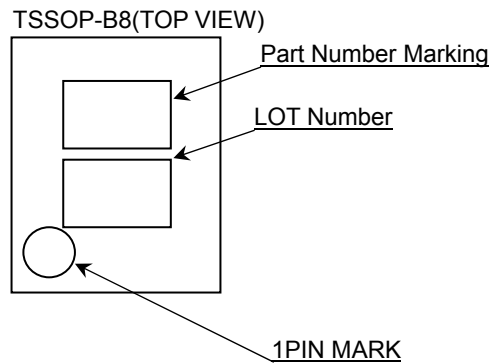 TSSOP-B8(TOP VIEW)
Part Number Marking
LOT Number
1PIN MARK